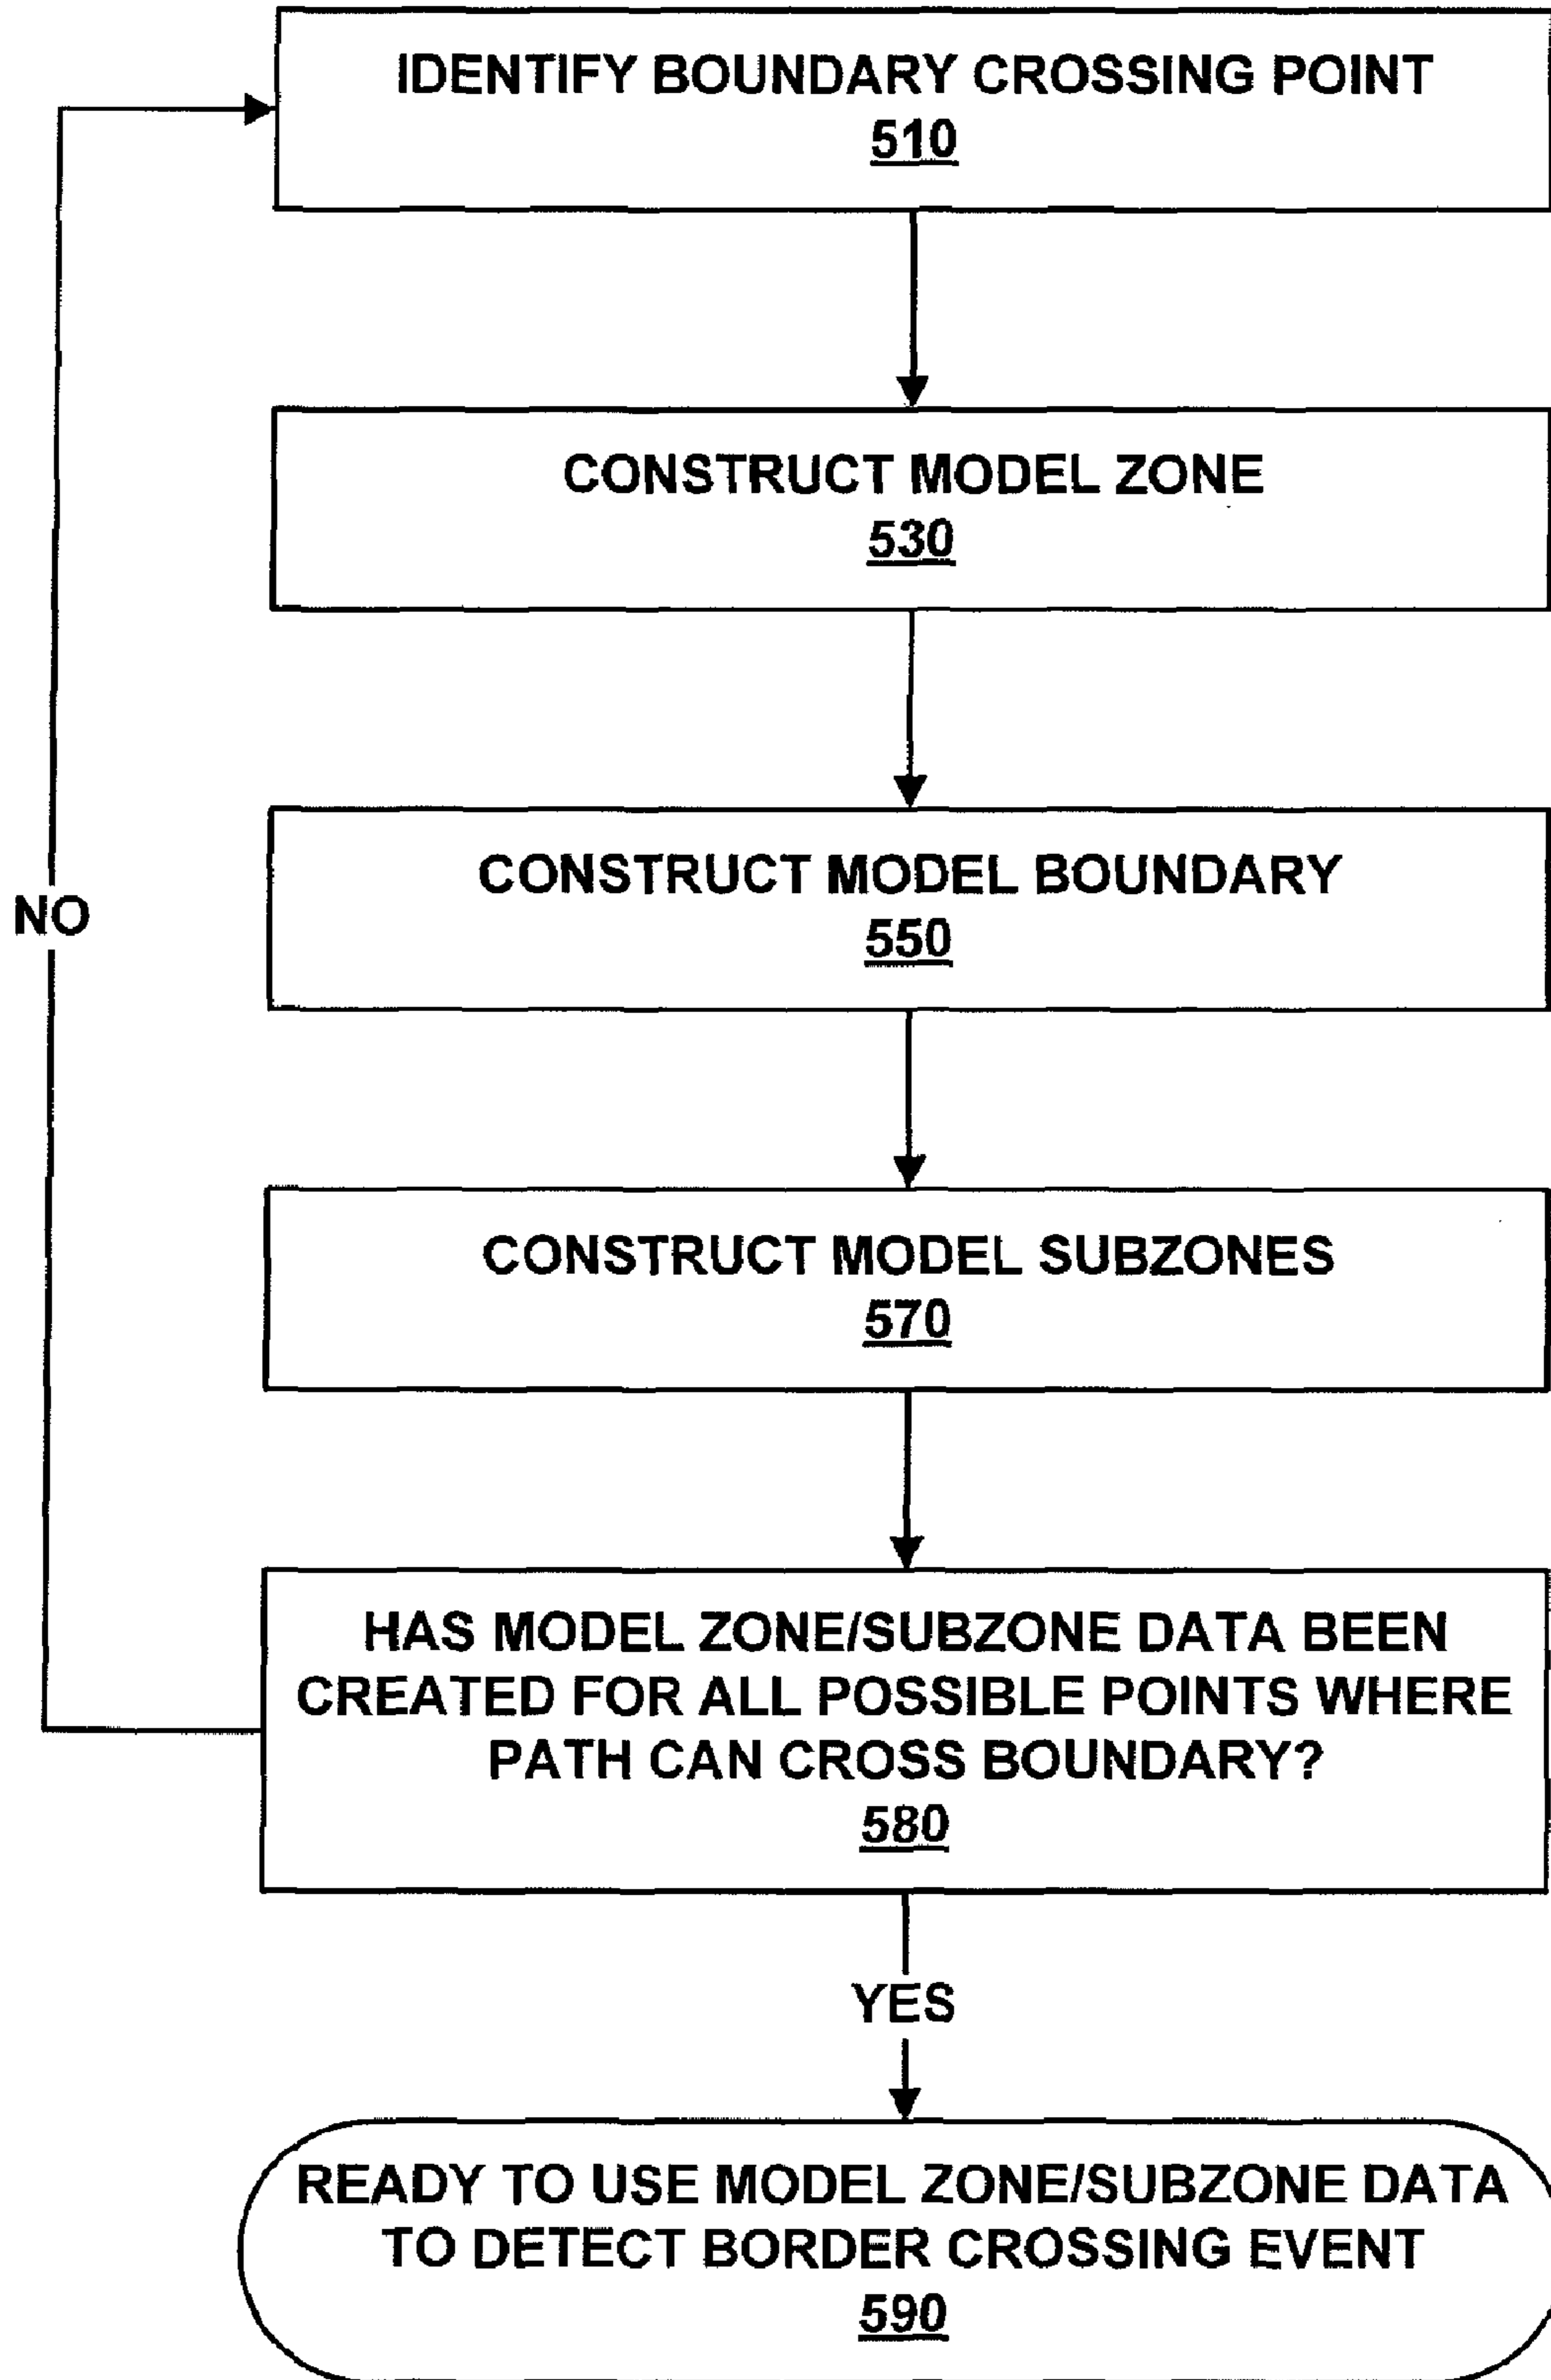 IDENTIFY BOUNDARY CROSSING POINT
510
CONSTRUCT MODEL ZONE
530
CONSTRUCT MODEL BOUNDARY
550
NO
CONSTRUCT MODEL SUBZONES
570
HAS MODEL ZONE/SUBZONE DATA BEEN
CREATED FOR ALL POSSIBLE POINTS WHERE
PATH CAN CROSS BOUNDARY?
580
YES
READY TO USE MODEL ZONE/SUBZONE DATA
TO DETECT BORDER CROSSING EVENT
590